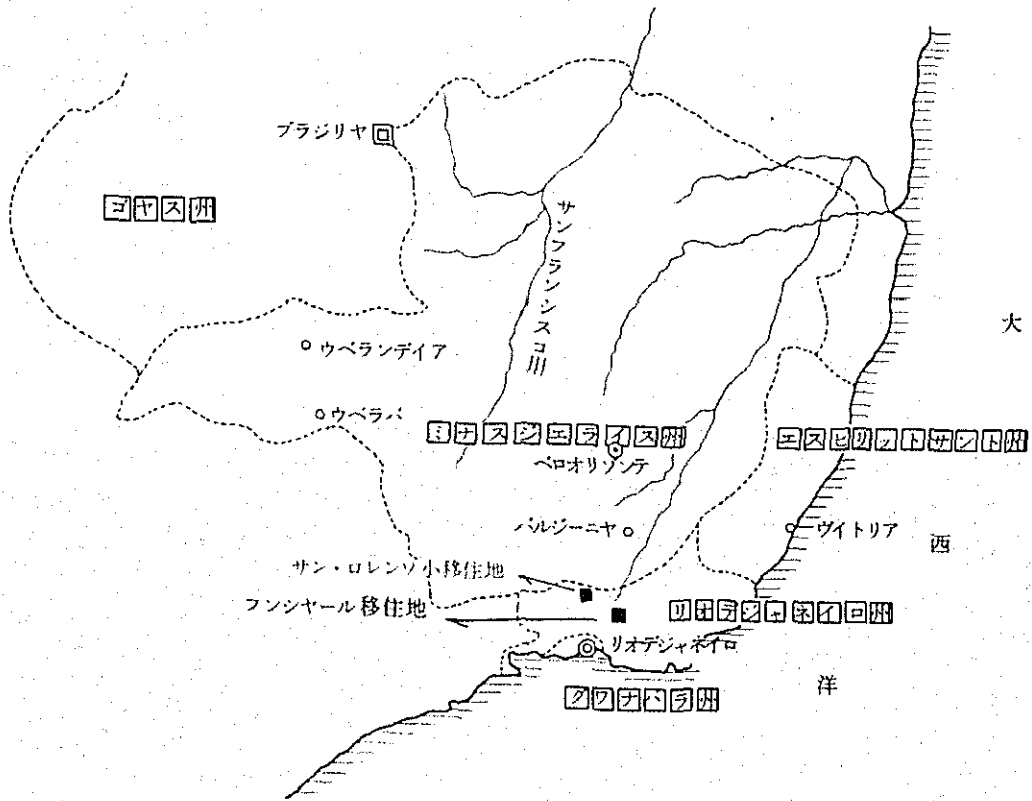 ブラジリヤ
ゴヤス州
サンフランシスコ川
大
ウベランデイア
ウベラバ
ミナスジエライス州
エスピリットサント州
ベロオリゾンテ
バルジーニヤ
ヴイトリア
西
サン・ロレンソ小移住地
フンシヤール移住地
リオデジャネイロ州
リオデジャネイロ
洋
グワナバラ州